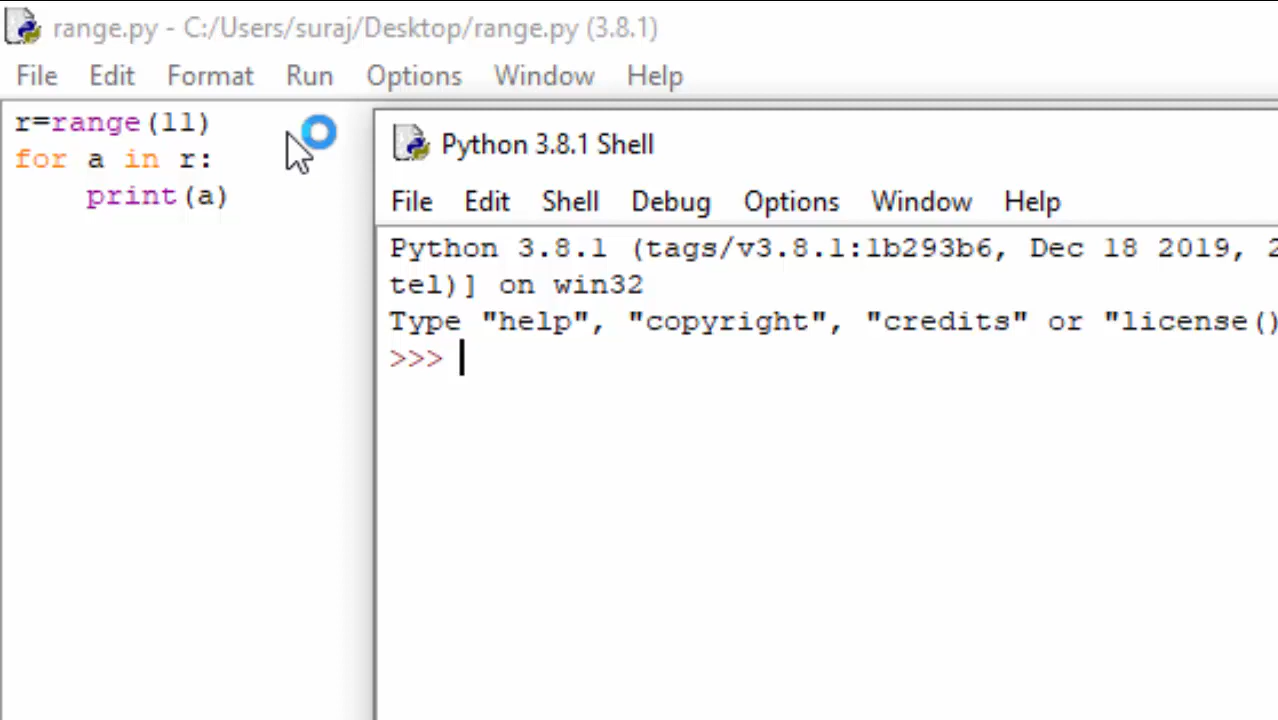 range.py - C:/Users/suraj/Desktop/range.py (3.8.1)
File Edit Format Run Options Window Help
r=range(11)
for a in r:
    print(a)
Python 3.8.1 Shell
File Edit Shell Debug Options Window Help
Python 3.8.1 (tags/v3.8.1:1b293b6, Dec 18 2019, 2
tel)] on win32
Type "help", "copyright", "credits" or "license()
>>>